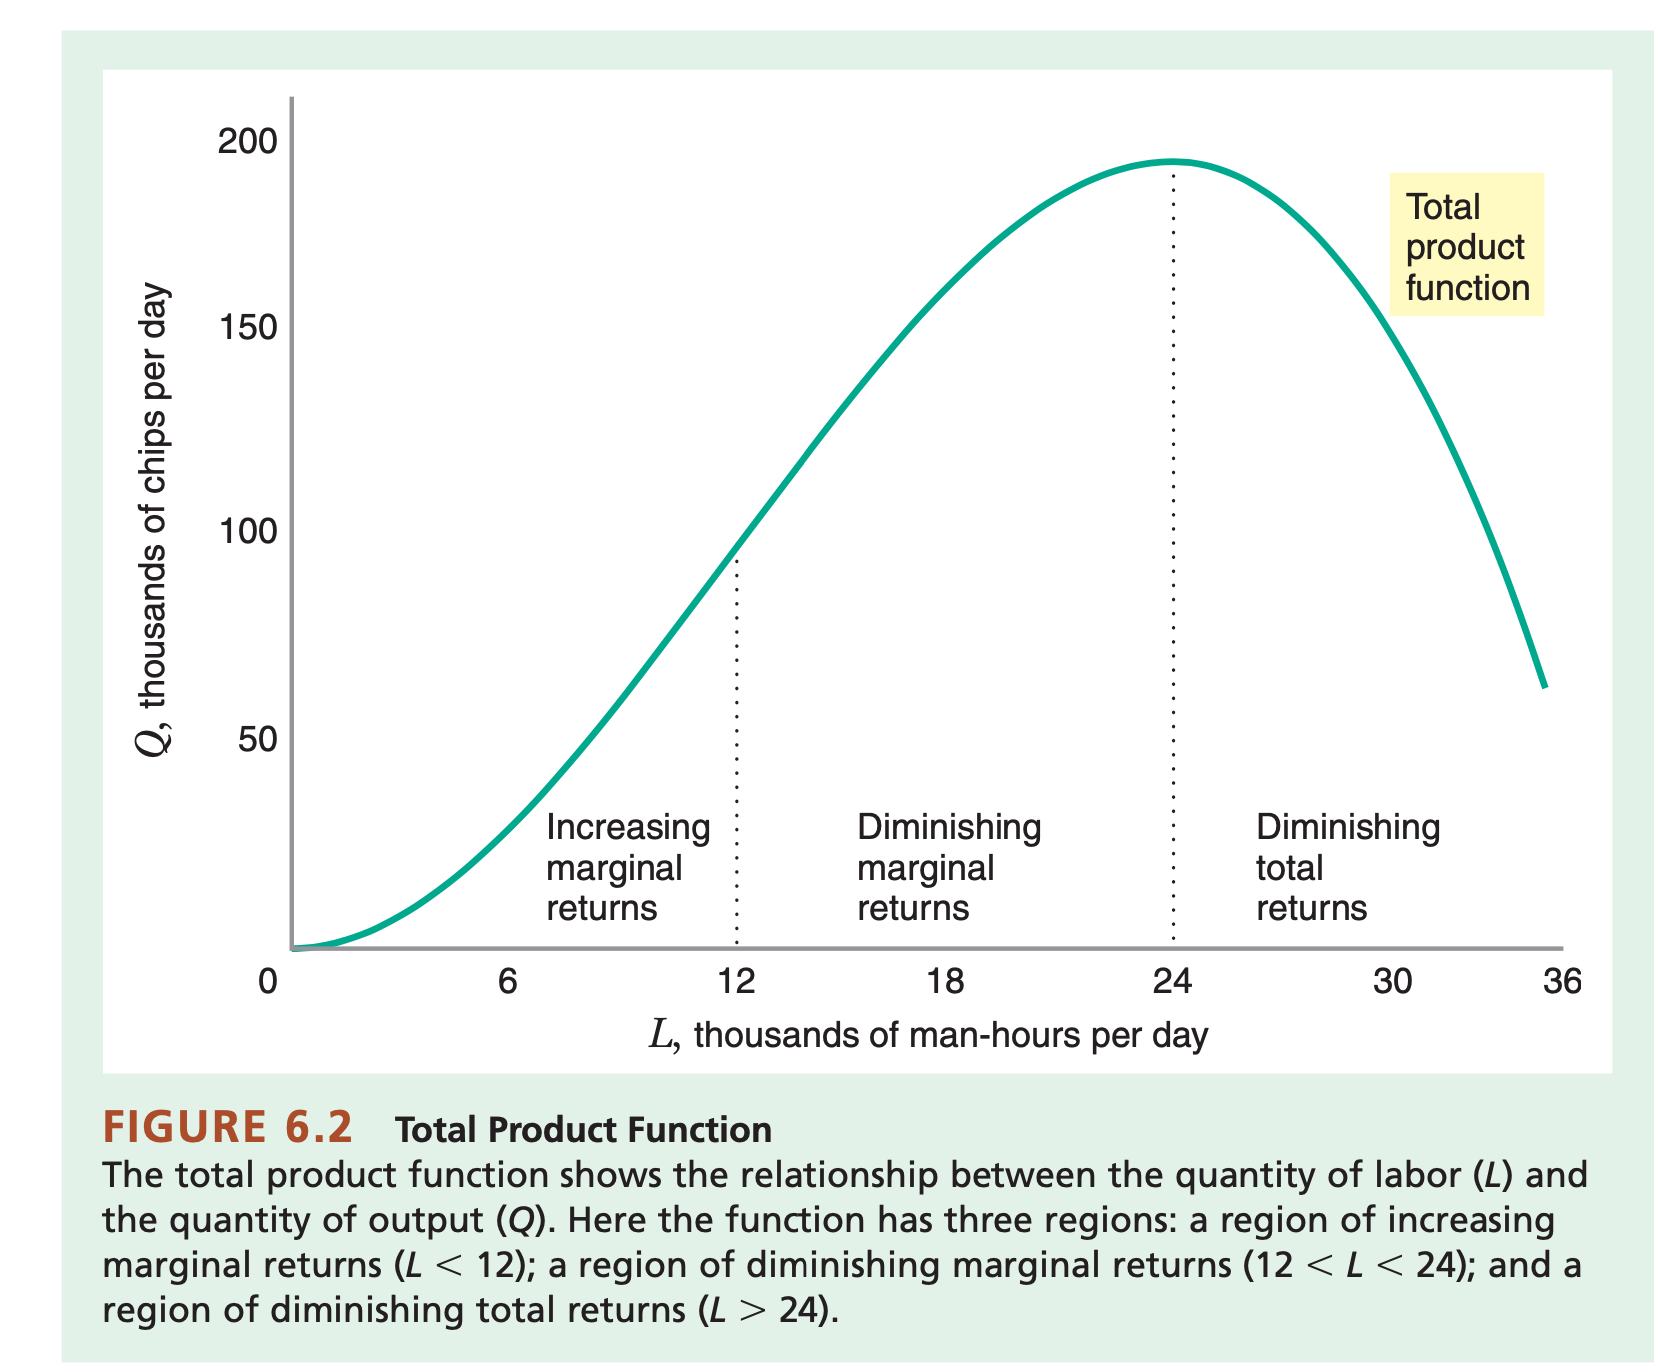 200
150
100
50
0
6
12
18
24
30
36
Q, thousands of chips per day
L, thousands of man-hours per day
Total
product
function
Increasing
marginal
returns
Diminishing
marginal
returns
Diminishing
total
returns
FIGURE 6.2 Total Product Function
The total product function shows the relationship between the quantity of labor (L) and
the quantity of output (Q). Here the function has three regions: a region of increasing
marginal returns (L < 12); a region of diminishing marginal returns (12 < L < 24); and a
region of diminishing total returns (L > 24).